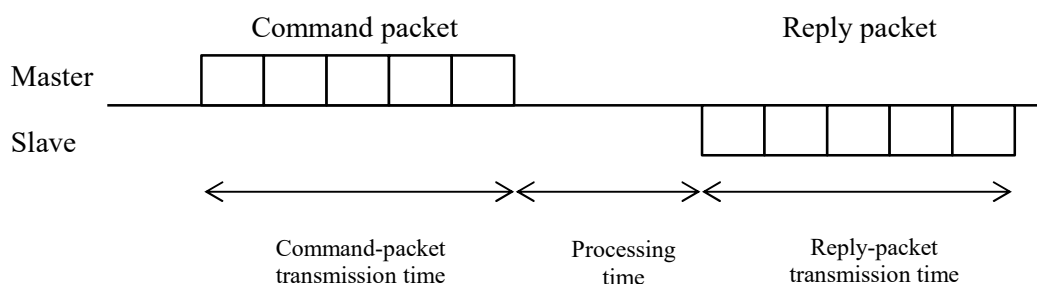 Command packet Reply packet
Master
Slave
Command-packet Processing Reply-packet
transmission time time transmission time